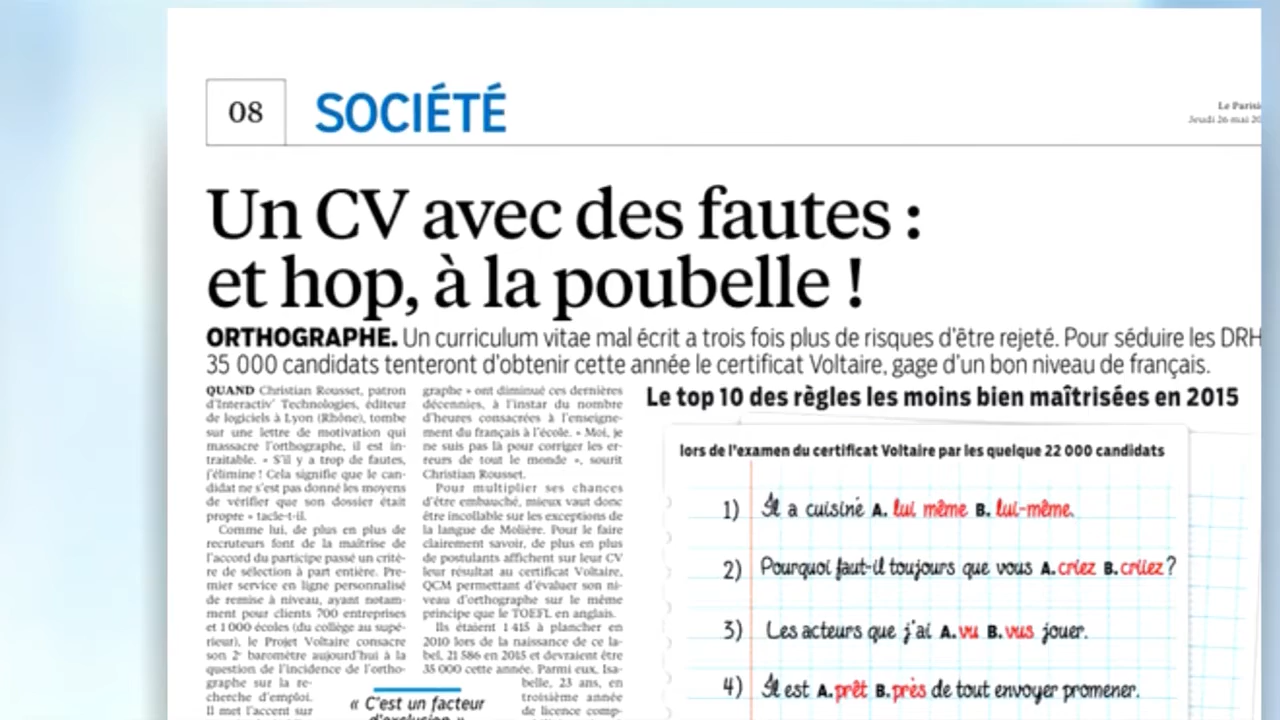 08
SOCIÉTÉ
Le Parisi
Jeudi 26 mai 20
Un CV avec des fautes :
et hop, à la poubelle !
ORTHOGRAPHE. Un curriculum vitae mal écrit a trois fois plus de risques d'être rejeté. Pour séduire les DRH
35 000 candidats tenteront d'obtenir cette année le certificat Voltaire, gage d'un bon niveau de français.
QUAND Christian Rousset, patron
d'Interactiv' Technologies, éditeur
de logiciels à Lyon (Rhône), tombe
sur une lettre de motivation qui
massacre l'orthographe, il est in-
traitable. « S'il y a trop de fautes,
j'élimine ! Cela signifie que le can-
didat ne s'est pas donné les moyens
de vérifier que son dossier était
propre » tacle-t-il.
Comme lui, de plus en plus de
recruteurs font de la maîtrise de
l'accord du participe passé un critè-
re de sélection à part entière. Pre-
mier service en ligne personnalisé
de remise à niveau, ayant notam-
ment pour clients 700 entreprises
et 1 000 écoles (du collège au supé-
rieur), le Projet Voltaire consacre
son 2e baromètre aujourd'hui à la
question de l'incidence de l'ortho-
graphe sur la re-
cherche d'emploi.
Il met l'accent sur
graphe » ont diminué ces dernières
décennies, à l'instar du nombre
d'heures consacrées à l'enseigne-
ment du français à l'école. « Moi, je
ne suis pas là pour corriger les er-
reurs de tout le monde », sourit
Christian Rousset.
Pour multiplier ses chances
d'être embauché, mieux vaut donc
être incollable sur les exceptions de
la langue de Molière. Pour le faire
clairement savoir, de plus en plus
de postulants affichent sur leur CV
leur résultat au certificat Voltaire,
QCM permettant d'évaluer son ni-
veau d'orthographe sur le même
principe que le TOEFL en anglais.
Ils étaient 1 415 à plancher en
2010 lors de la naissance de ce la-
bel, 21 586 en 2015 et devraient être
35 000 cette année. Parmi eux, Isa-
belle, 23 ans, en
troisième année
de licence comp-
« C'est un facteur
d'exclusion »
Le top 10 des règles les moins bien maîtrisées en 2015
lors de l'examen du certificat Voltaire par les quelque 22 000 candidats
1) Il a cuisiné A. lui même B. lui-même.
2) Pourquoi faut-il toujours que vous A. criez B. criiez ?
3) Les acteurs que j'ai A. vu B. vus jouer.
4) Il est A. prêt B. près de tout envoyer promener.